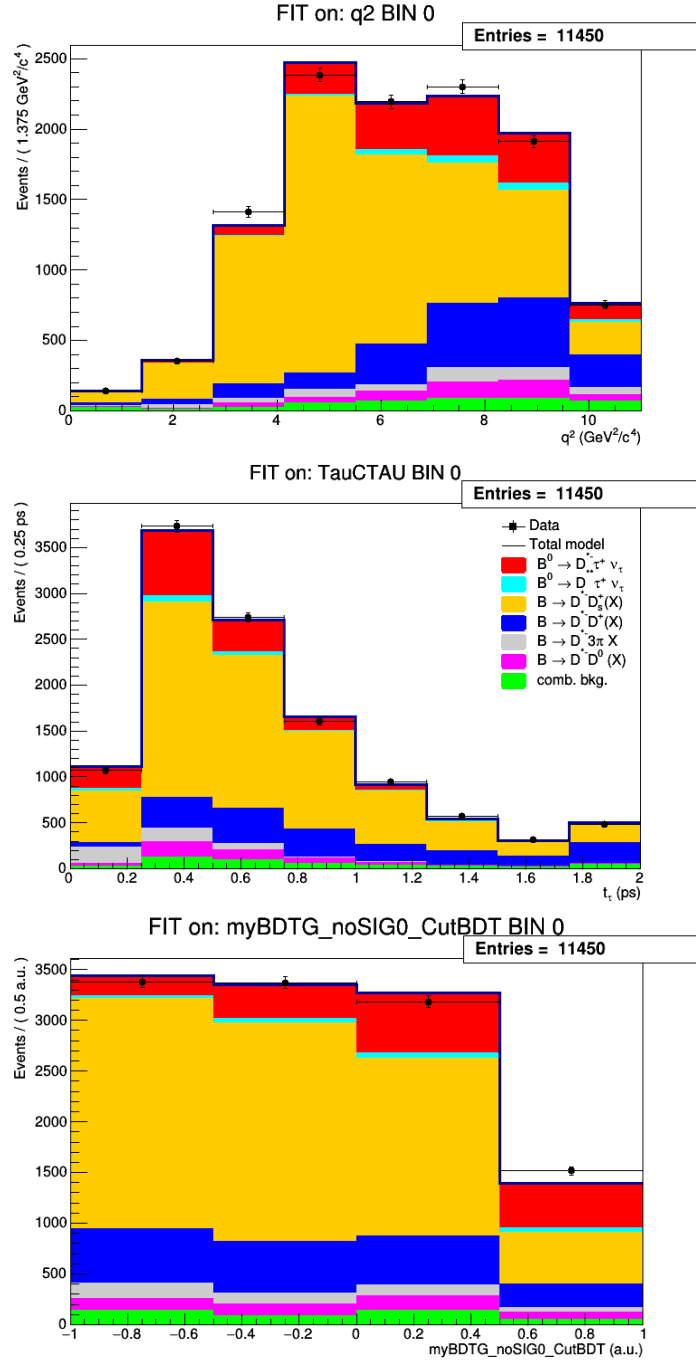 FIT on: q2 BIN 0
Entries = 11450
Events / ( 1.375 GeV²/c⁴ )
2500
2000
1500
1000
500
0
0 2 4 6 8 10
q2 (GeV²/c⁴)
FIT on: TauCTAU BIN 0
Entries = 11450
Events / ( 0.25 ps )
3500
3000
2500
2000
1500
1000
500
0
Data
Total model
B⁰ → D*⁻ τ⁺ ντ
B⁰ → D** τ⁺ ντ
B → D*⁻Ds⁺(X)
B → D*⁻D⁺(X)
B → D*⁻3π X
B → D*⁻D⁰ (X)
comb. bkg.
0 0.2 0.4 0.6 0.8 1 1.2 1.4 1.6 1.8 2
tτ (ps)
FIT on: myBDTG_noSIG0_CutBDT BIN 0
Entries = 11450
Events / ( 0.5 a.u. )
3500
3000
2500
2000
1500
1000
500
0
−1 −0.8 −0.6 −0.4 −0.2 0 0.2 0.4 0.6 0.8 1
myBDTG_noSIG0_CutBDT (a.u.)